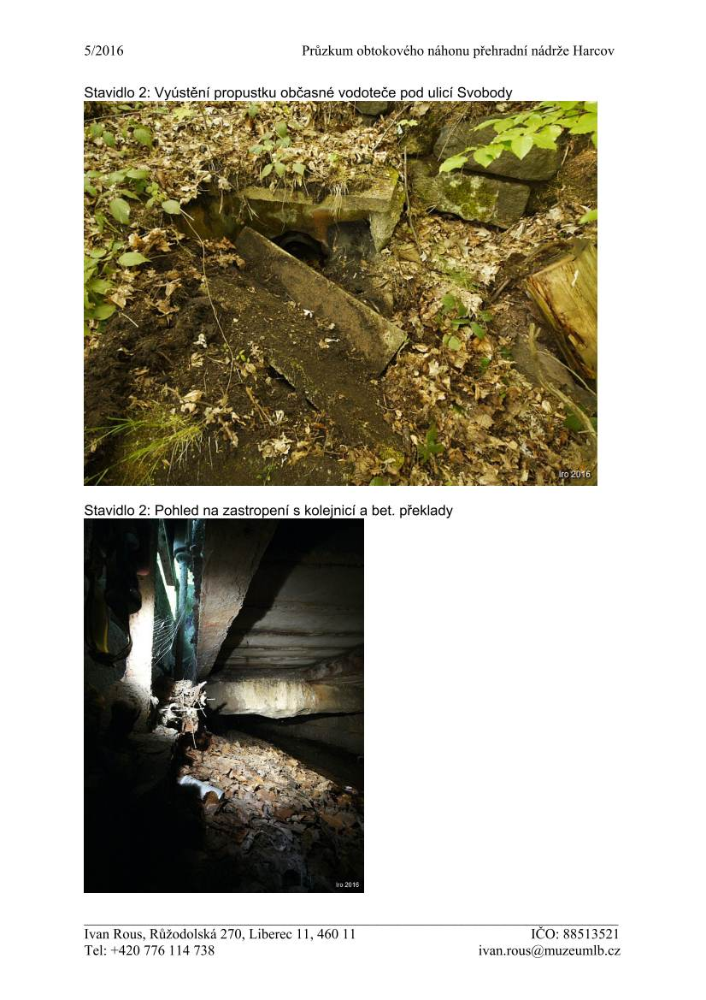 5/2016 Průzkum obtokového náhonu přehradní nádrže Harcov
Stavidlo 2: Vyústění propustku občasné vodoteče pod ulicí Svobody
Iro 2016
Stavidlo 2: Pohled na zastropení s kolejnicí a bet. překlady
Iro 2016
Ivan Rous, Růžodolská 270, Liberec 11, 460 11 IČO: 88513521
Tel: +420 776 114 738 ivan.rous@muzeumlb.cz